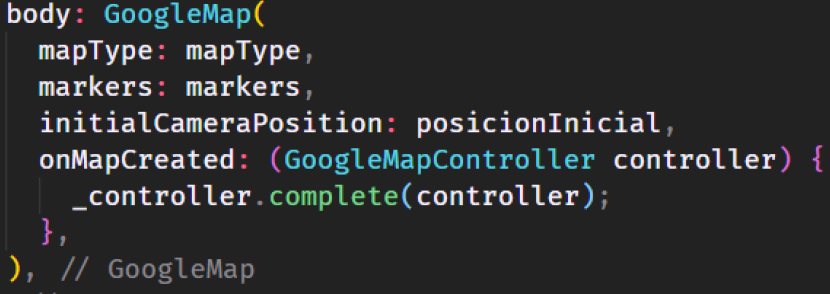 body: GoogleMap(
  mapType: mapType,
  markers: markers,
  initialCameraPosition: posicionInicial,
  onMapCreated: (GoogleMapController controller) {
    _controller.complete(controller);
  },
), // GoogleMap